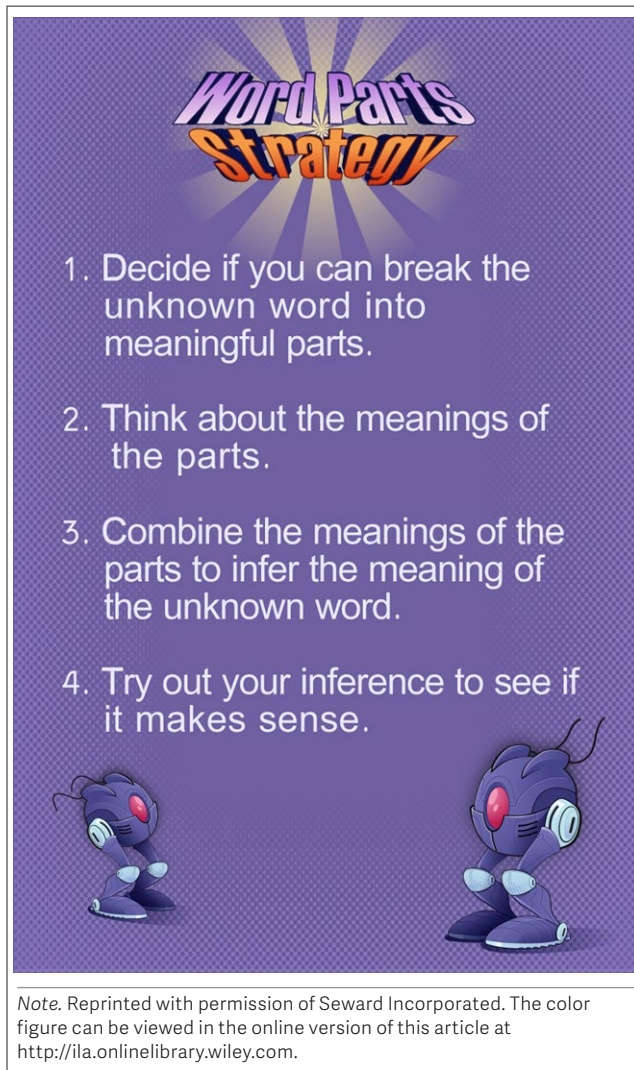 Word Parts
Strategy
1. Decide if you can break the
unknown word into
meaningful parts.
2. Think about the meanings of
the parts.
3. Combine the meanings of the
parts to infer the meaning of
the unknown word.
4. Try out your inference to see if
it makes sense.
Note. Reprinted with permission of Seward Incorporated. The color
figure can be viewed in the online version of this article at
http://ila.onlinelibrary.wiley.com.